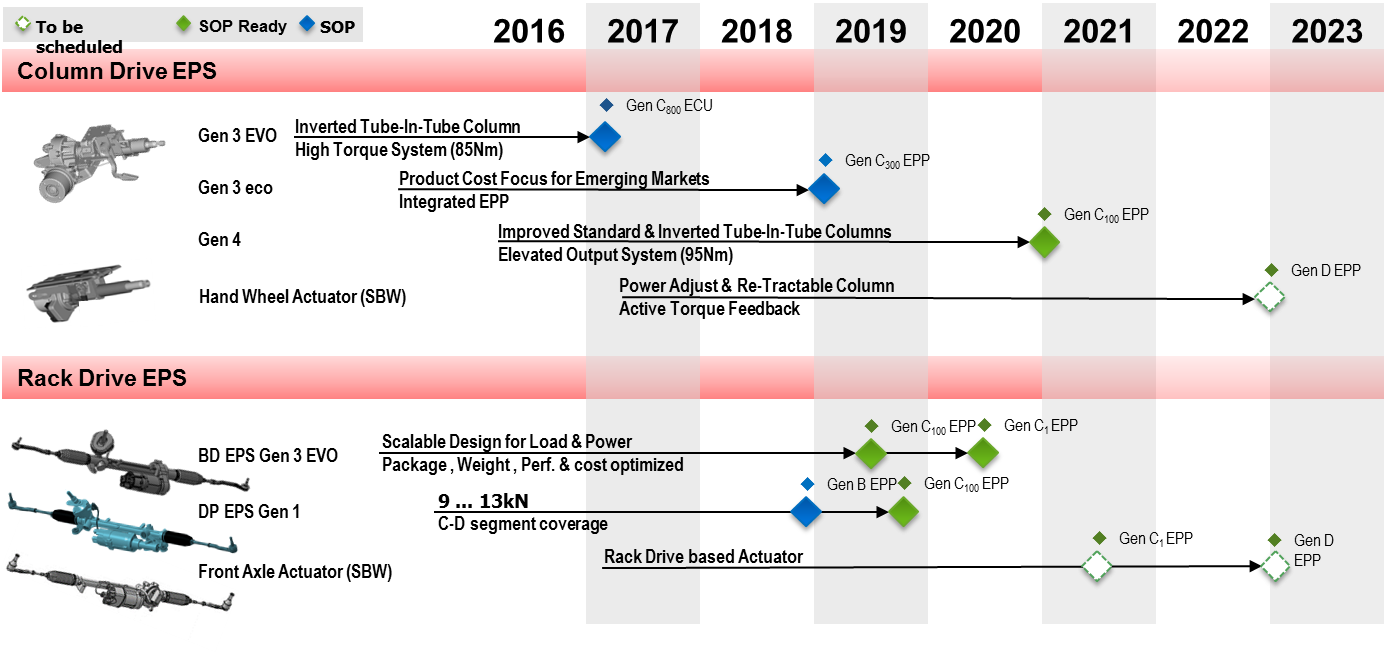 To be scheduled
SOP Ready
SOP
2016 2017 2018 2019 2020 2021 2022 2023
Column Drive EPS
Gen C800 ECU
Gen 3 EVO
Inverted Tube-In-Tube Column
High Torque System (85Nm)
Gen C300 EPP
Gen 3 eco
Product Cost Focus for Emerging Markets
Integrated EPP
Gen C100 EPP
Gen 4
Improved Standard & Inverted Tube-In-Tube Columns
Elevated Output System (95Nm)
Gen D EPP
Hand Wheel Actuator (SBW)
Power Adjust & Re-Tractable Column
Active Torque Feedback
Rack Drive EPS
Gen C100 EPP
Gen C1 EPP
BD EPS Gen 3 EVO
Scalable Design for Load & Power
Package , Weight , Perf. & cost optimized
Gen B EPP
Gen C100 EPP
DP EPS Gen 1
9 ... 13kN
C-D segment coverage
Gen C1 EPP
Gen D
EPP
Front Axle Actuator (SBW)
Rack Drive based Actuator